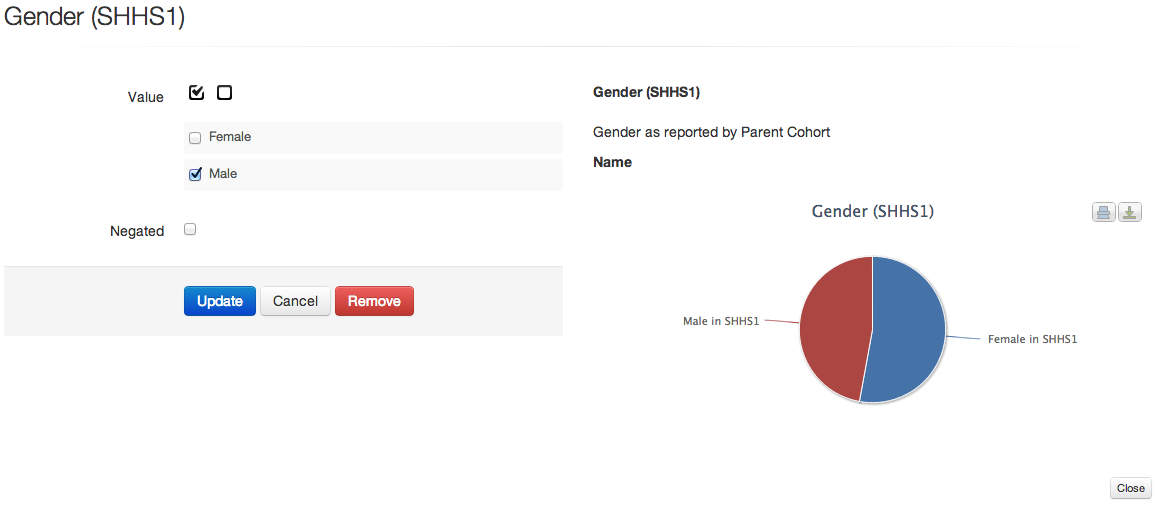 Gender (SHHS1)
Value
Female
Male
Negated
Update Cancel Remove
Gender (SHHS1)
Gender as reported by Parent Cohort
Name
Gender (SHHS1)
Male in SHHS1
Female in SHHS1
Close